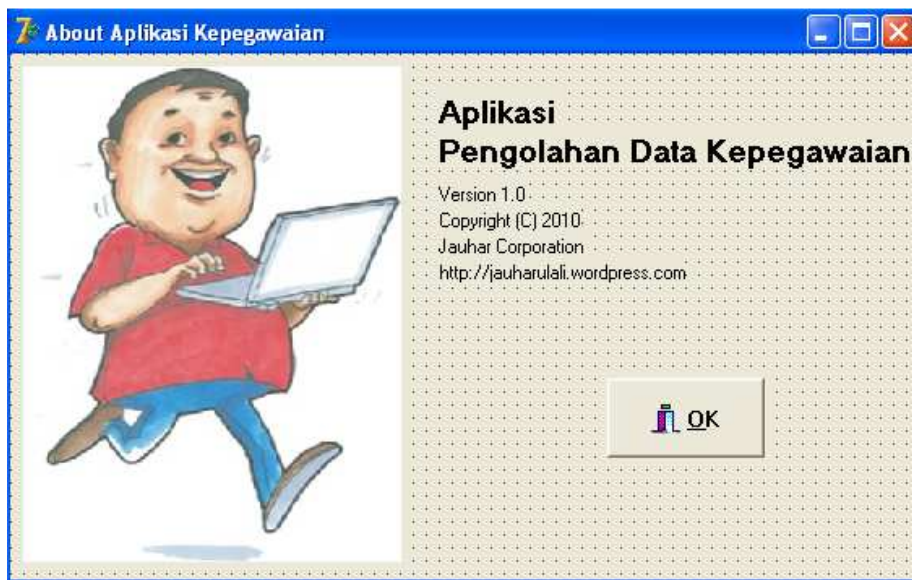 About Aplikasi Kepegawaian
Aplikasi
Pengolahan Data Kepegawaian
Version 1.0
Copyright (C) 2010
Jauhar Corporation
http://jauharulali.wordpress.com
OK